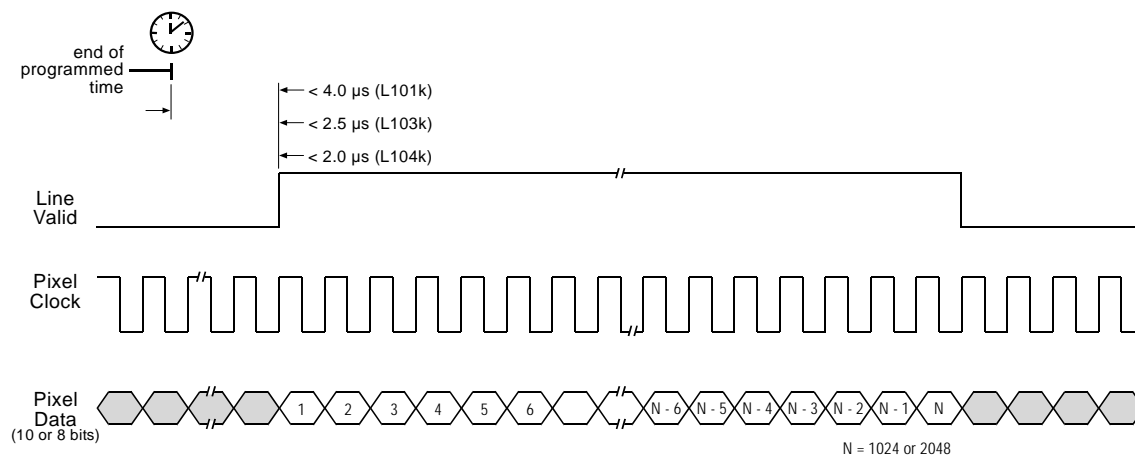 end of
programmed
time
< 4.0 µs (L101k)
< 2.5 µs (L103k)
< 2.0 µs (L104k)
Line
Valid
Pixel
Clock
Pixel
Data
(10 or 8 bits)
1 2 3 4 5 6 N - 6 N - 5 N - 4 N - 3 N - 2 N - 1 N
N = 1024 or 2048